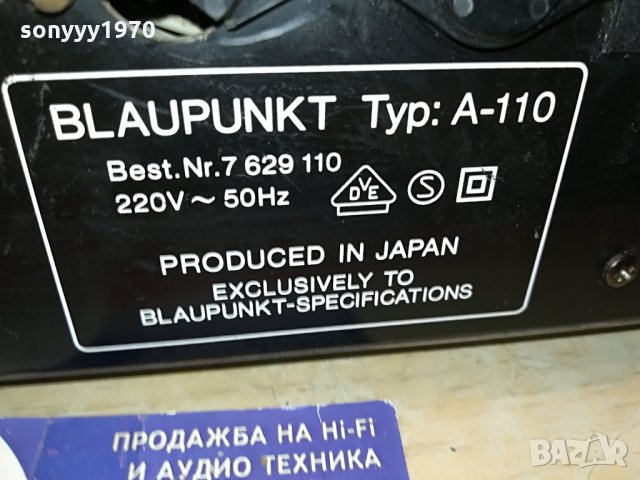 sonyyy1970
BLAUPUNKT Typ: A-110
Best.Nr.7 629 110
220V ~ 50Hz
DVE S
PRODUCED IN JAPAN
EXCLUSIVELY TO
BLAUPUNKT-SPECIFICATIONS
ПРОДАЖБА НА Hi-Fi
И АУДИО ТЕХНИКА
BAZAR